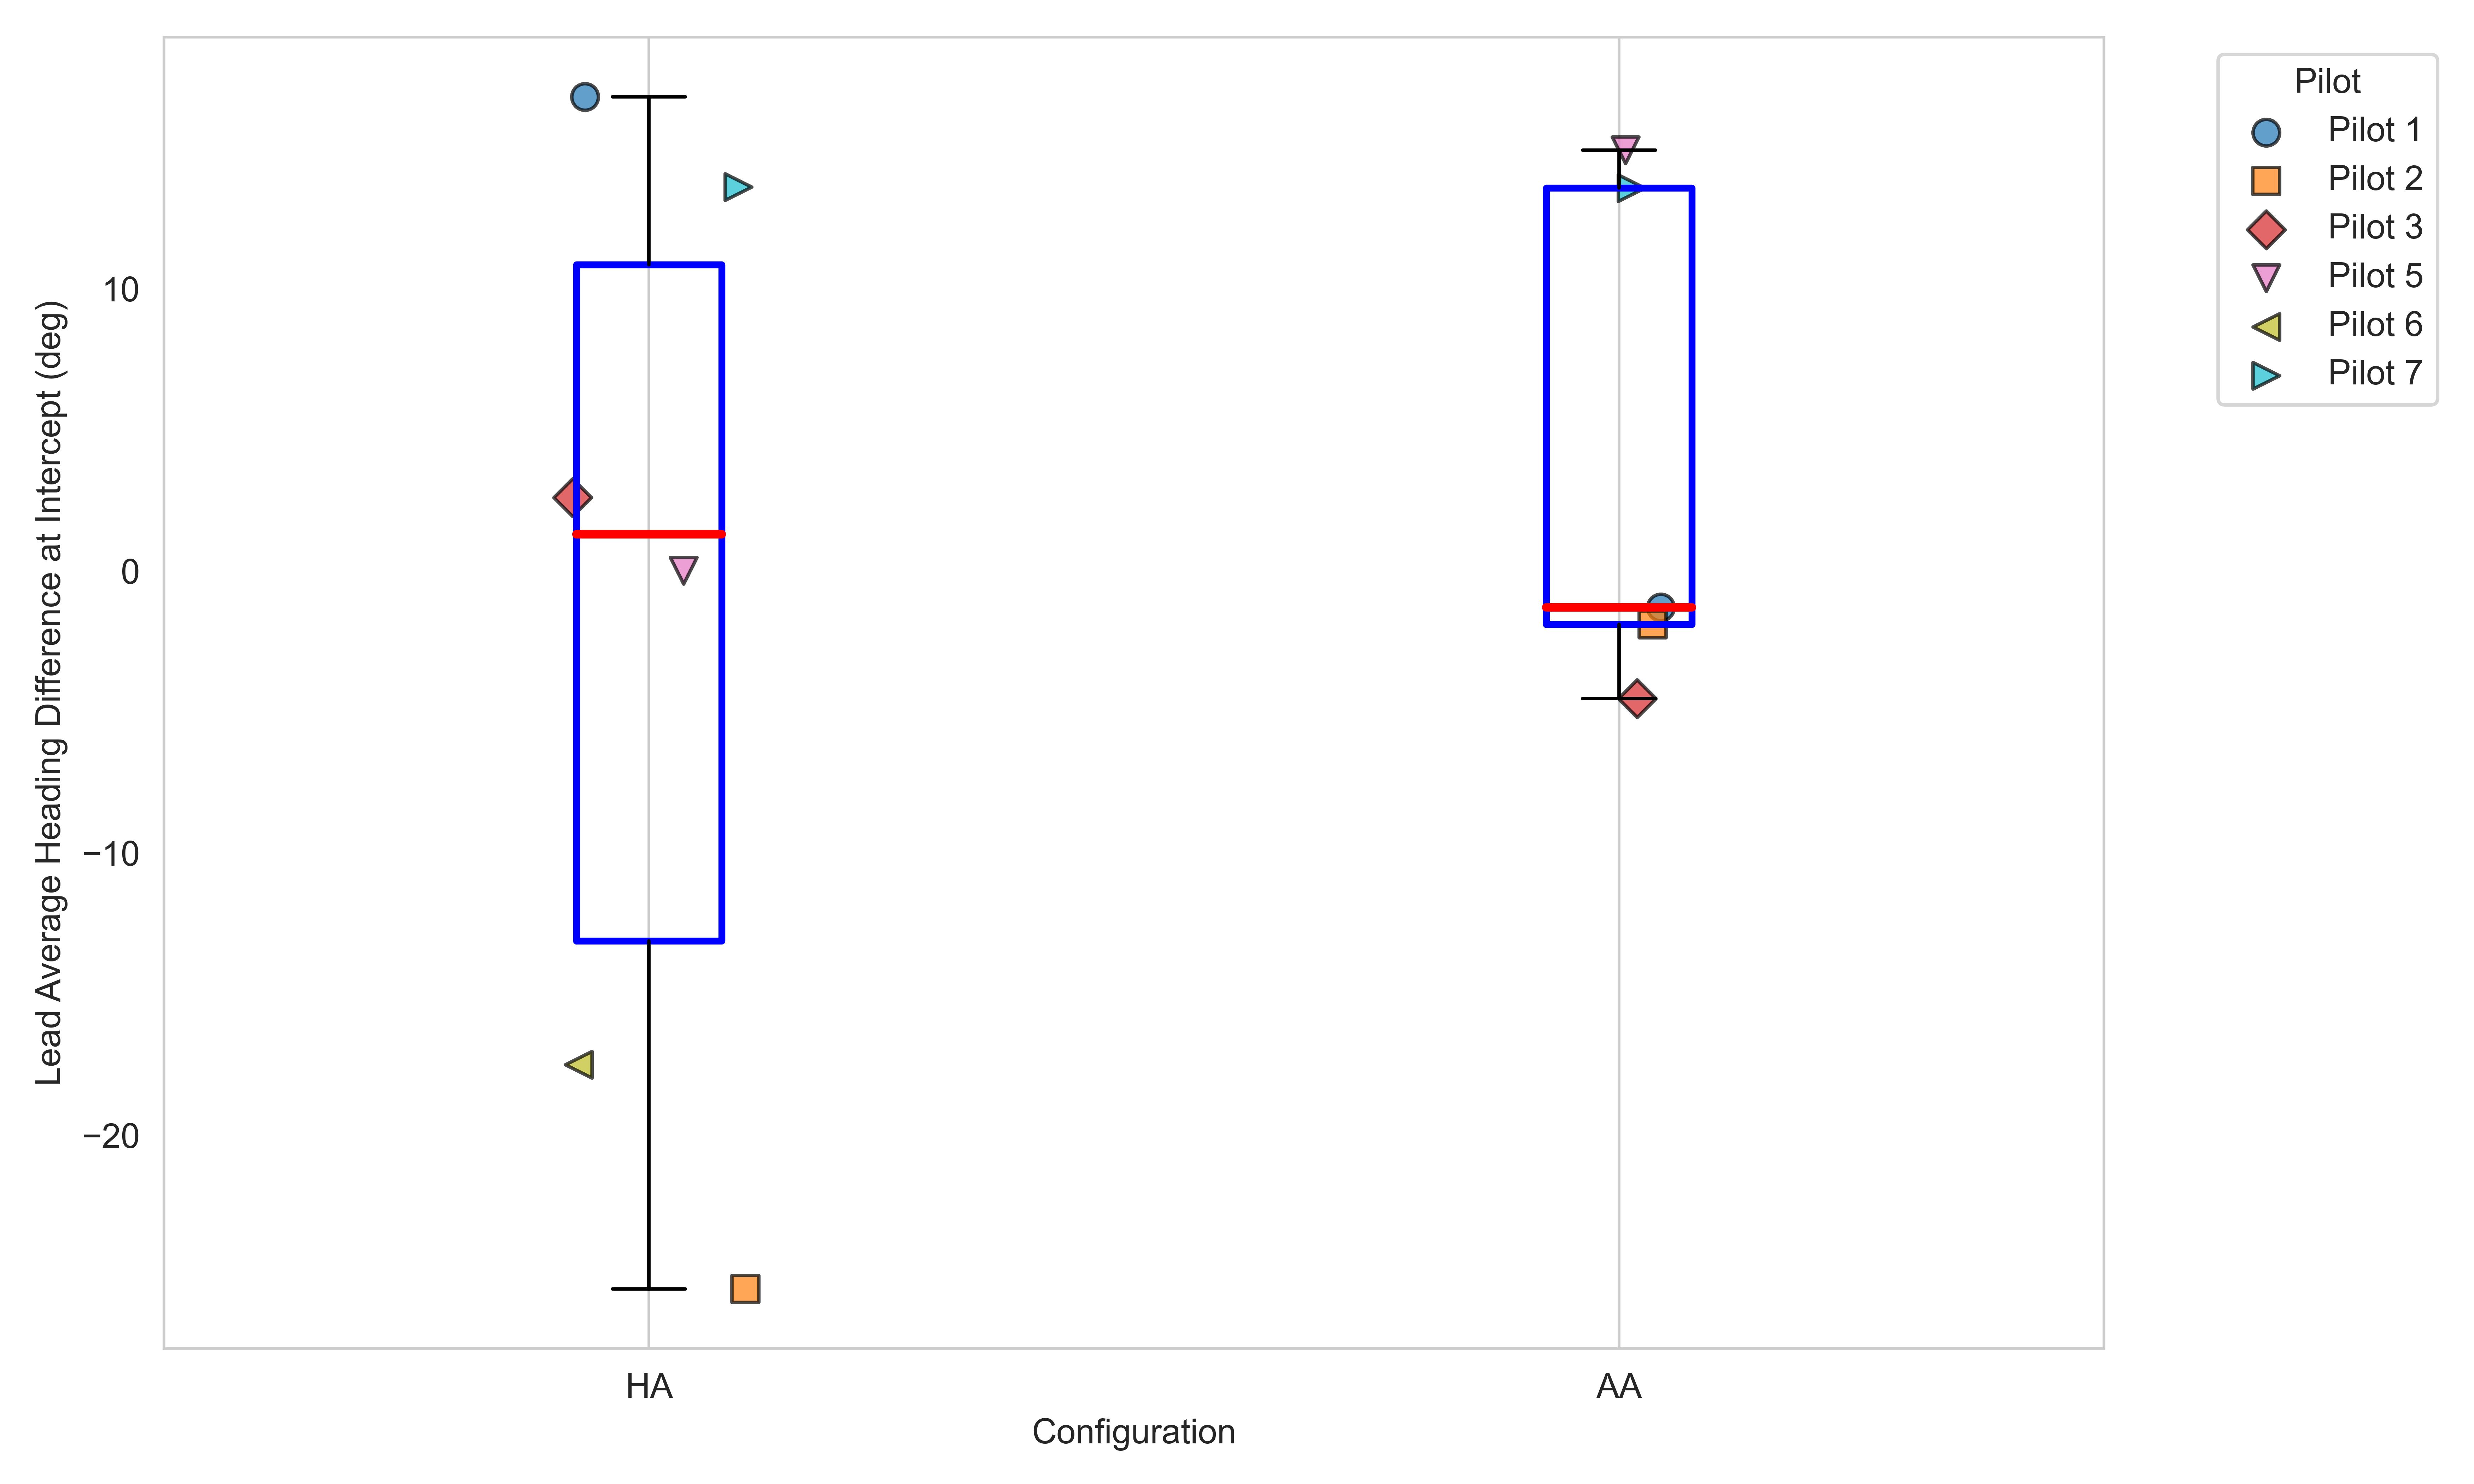 Pilot
Pilot 1
Pilot 2
Pilot 3
Pilot 5
Pilot 6
Pilot 7
Lead Average Heading Difference at Intercept (deg)
10
0
−10
−20
HA
AA
Configuration